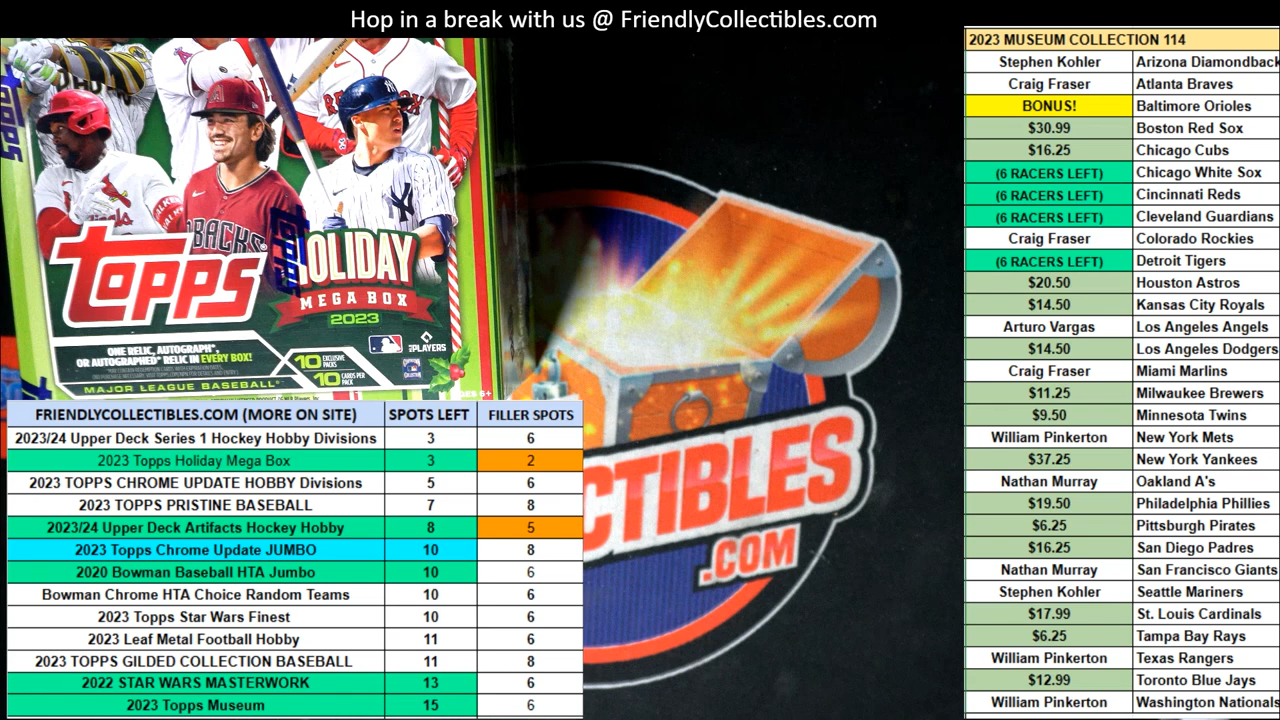 Hop in a break with us @ FriendlyCollectibles.com
topps
TOPPS
HOLIDAY
MEGA BOX
2023
ONE RELIC, AUTOGRAPH*,
OR AUTOGRAPHED* RELIC IN EVERY BOX!
10 EXCLUSIVE PACKS
10 CARDS PER PACK
MLB PLAYERS
MAJOR LEAGUE BASEBALL
FRIENDLYCOLLECTIBLES.COM (MORE ON SITE) SPOTS LEFT FILLER SPOTS
2023/24 Upper Deck Series 1 Hockey Hobby Divisions 3 6
2023 Topps Holiday Mega Box 3 2
2023 TOPPS CHROME UPDATE HOBBY Divisions 5 6
2023 TOPPS PRISTINE BASEBALL 7 8
2023/24 Upper Deck Artifacts Hockey Hobby 8 5
2023 Topps Chrome Update JUMBO 10 8
2020 Bowman Baseball HTA Jumbo 10 6
Bowman Chrome HTA Choice Random Teams 10 6
2023 Topps Star Wars Finest 10 6
2023 Leaf Metal Football Hobby 11 6
2023 TOPPS GILDED COLLECTION BASEBALL 11 8
2022 STAR WARS MASTERWORK 13 6
2023 Topps Museum 15 6
CTIBLES
.COM
2023 MUSEUM COLLECTION 114
Stephen Kohler Arizona Diamondback
Craig Fraser Atlanta Braves
BONUS! Baltimore Orioles
$30.99 Boston Red Sox
$16.25 Chicago Cubs
(6 RACERS LEFT) Chicago White Sox
(6 RACERS LEFT) Cincinnati Reds
(6 RACERS LEFT) Cleveland Guardians
Craig Fraser Colorado Rockies
(6 RACERS LEFT) Detroit Tigers
$20.50 Houston Astros
$14.50 Kansas City Royals
Arturo Vargas Los Angeles Angels
$14.50 Los Angeles Dodgers
Craig Fraser Miami Marlins
$11.25 Milwaukee Brewers
$9.50 Minnesota Twins
William Pinkerton New York Mets
$37.25 New York Yankees
Nathan Murray Oakland A's
$19.50 Philadelphia Phillies
$6.25 Pittsburgh Pirates
$16.25 San Diego Padres
Nathan Murray San Francisco Giants
Stephen Kohler Seattle Mariners
$17.99 St. Louis Cardinals
$6.25 Tampa Bay Rays
William Pinkerton Texas Rangers
$12.99 Toronto Blue Jays
William Pinkerton Washington Nationals